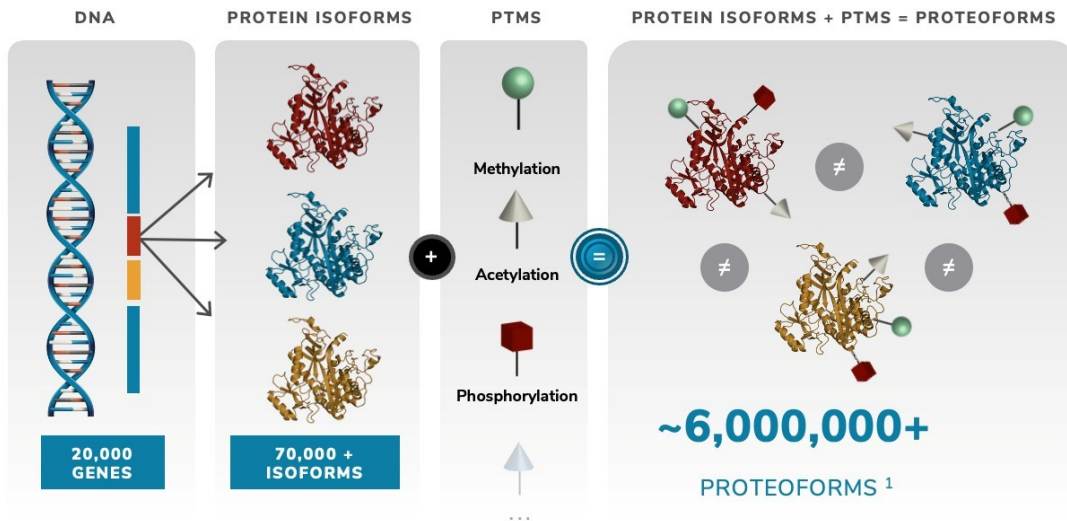 DNA
PROTEIN ISOFORMS
PTMS
PROTEIN ISOFORMS + PTMS = PROTEOFORMS
20,000
GENES
70,000 +
ISOFORMS
+
Methylation
Acetylation
Phosphorylation
...
=
≠
≠
≠
~6,000,000+
PROTEOFORMS 1